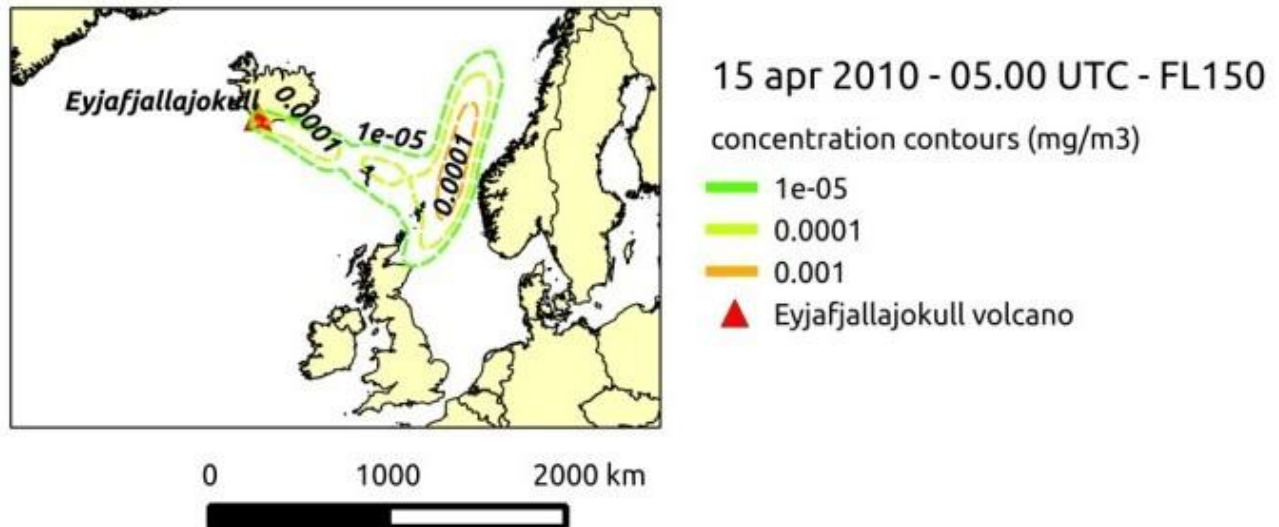 15 apr 2010 - 05.00 UTC - FL150
concentration contours (mg/m3)
1e-05
0.0001
0.001
Eyjafjallajokull volcano
Eyjafjallajokull
0.0001
1e-05
0.0001
0 1000 2000 km